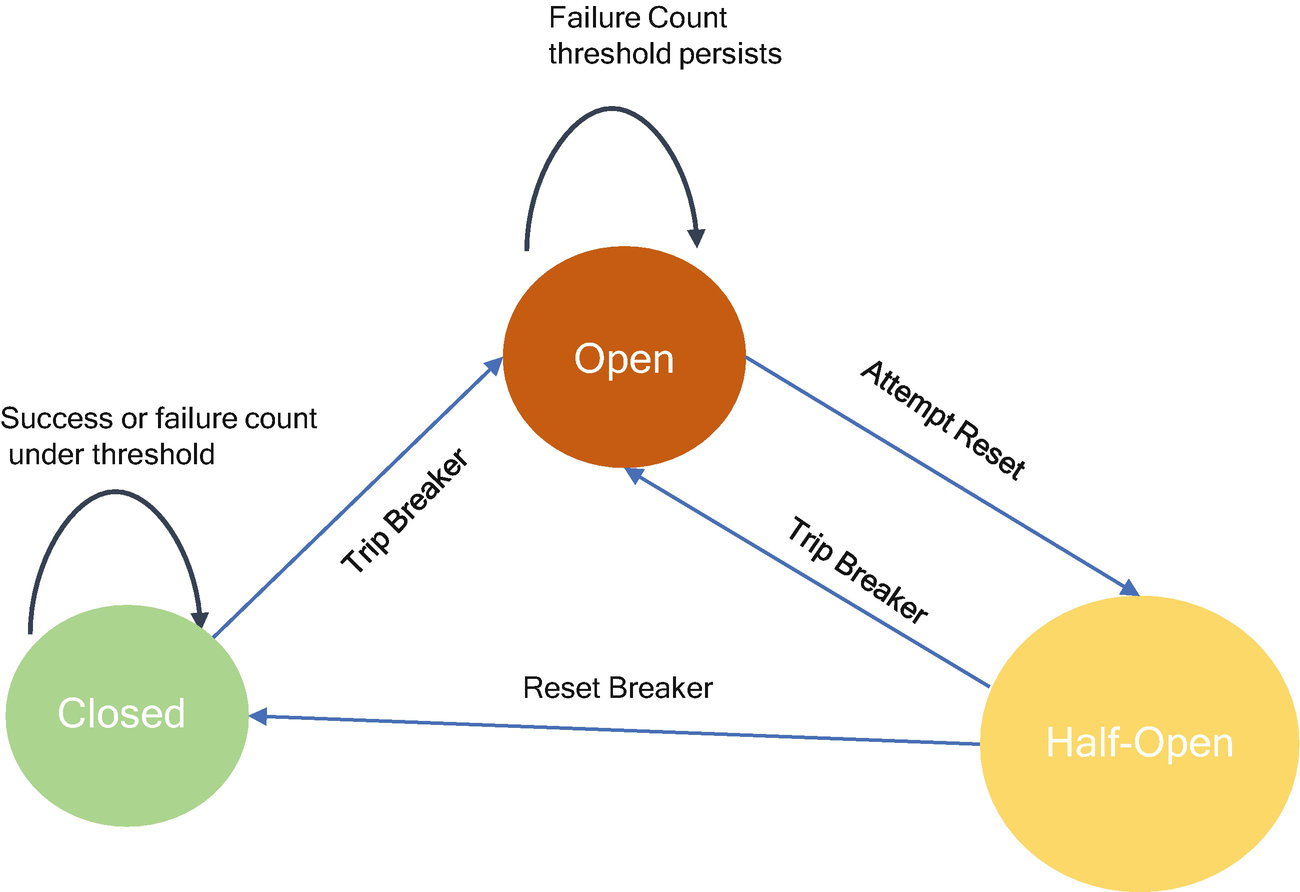 Failure Count
threshold persists
Open
Attempt Reset
Success or failure count
under threshold
Trip Breaker
Trip Breaker
Reset Breaker
Closed
Half-Open